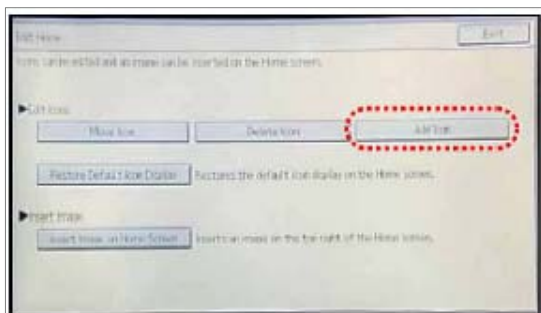 Edit Home
Exit
Icons can be edited and an image can be inserted on the Home screen.
▶Edit Icons
Move Icon
Delete Icon
Add Icon
Restore Default Icon Display
Restores the default icon display on the Home screen.
▶Insert Image
Insert Image on Home Screen
Inserts an image on the top right of the Home screen.